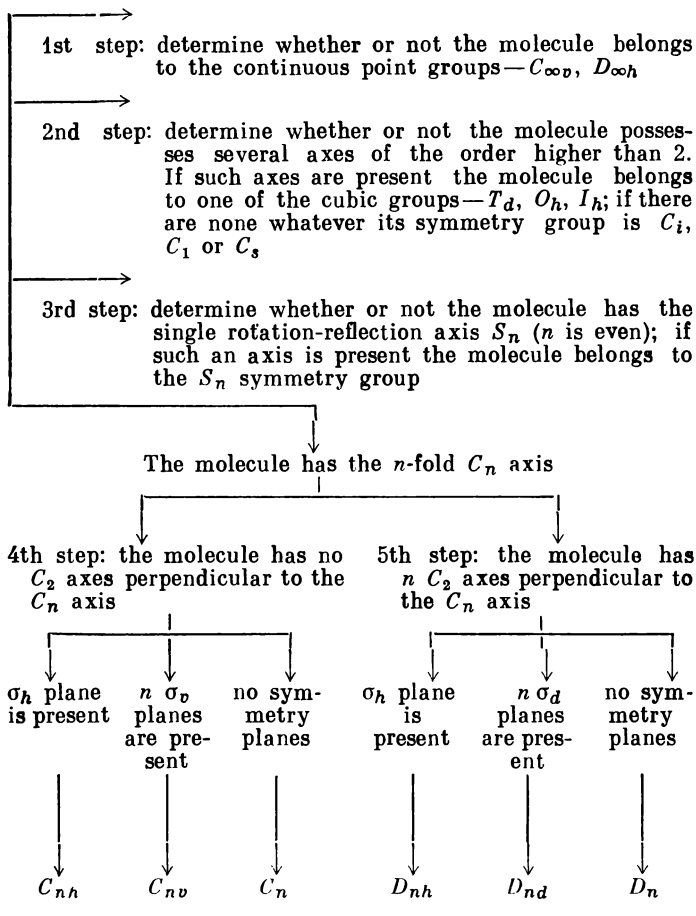 1st step: determine whether or not the molecule belongs
to the continuous point groups—C∞v, D∞h
2nd step: determine whether or not the molecule posses-
ses several axes of the order higher than 2.
If such axes are present the molecule belongs
to one of the cubic groups—Td, Oh, Ih; if there
are none whatever its symmetry group is Ci,
C1 or Cs
3rd step: determine whether or not the molecule has the
single rotation-reflection axis Sn (n is even); if
such an axis is present the molecule belongs to
the Sn symmetry group
The molecule has the n-fold Cn axis
4th step: the molecule has no
C2 axes perpendicular to the
Cn axis
5th step: the molecule has
n C2 axes perpendicular to
the Cn axis
σh plane
is present
n σv
planes
are pre-
sent
no sym-
metry
planes
σh plane
is
present
n σd
planes
are pres-
ent
no sym-
metry
planes
Cnh
Cnv
Cn
Dnh
Dnd
Dn